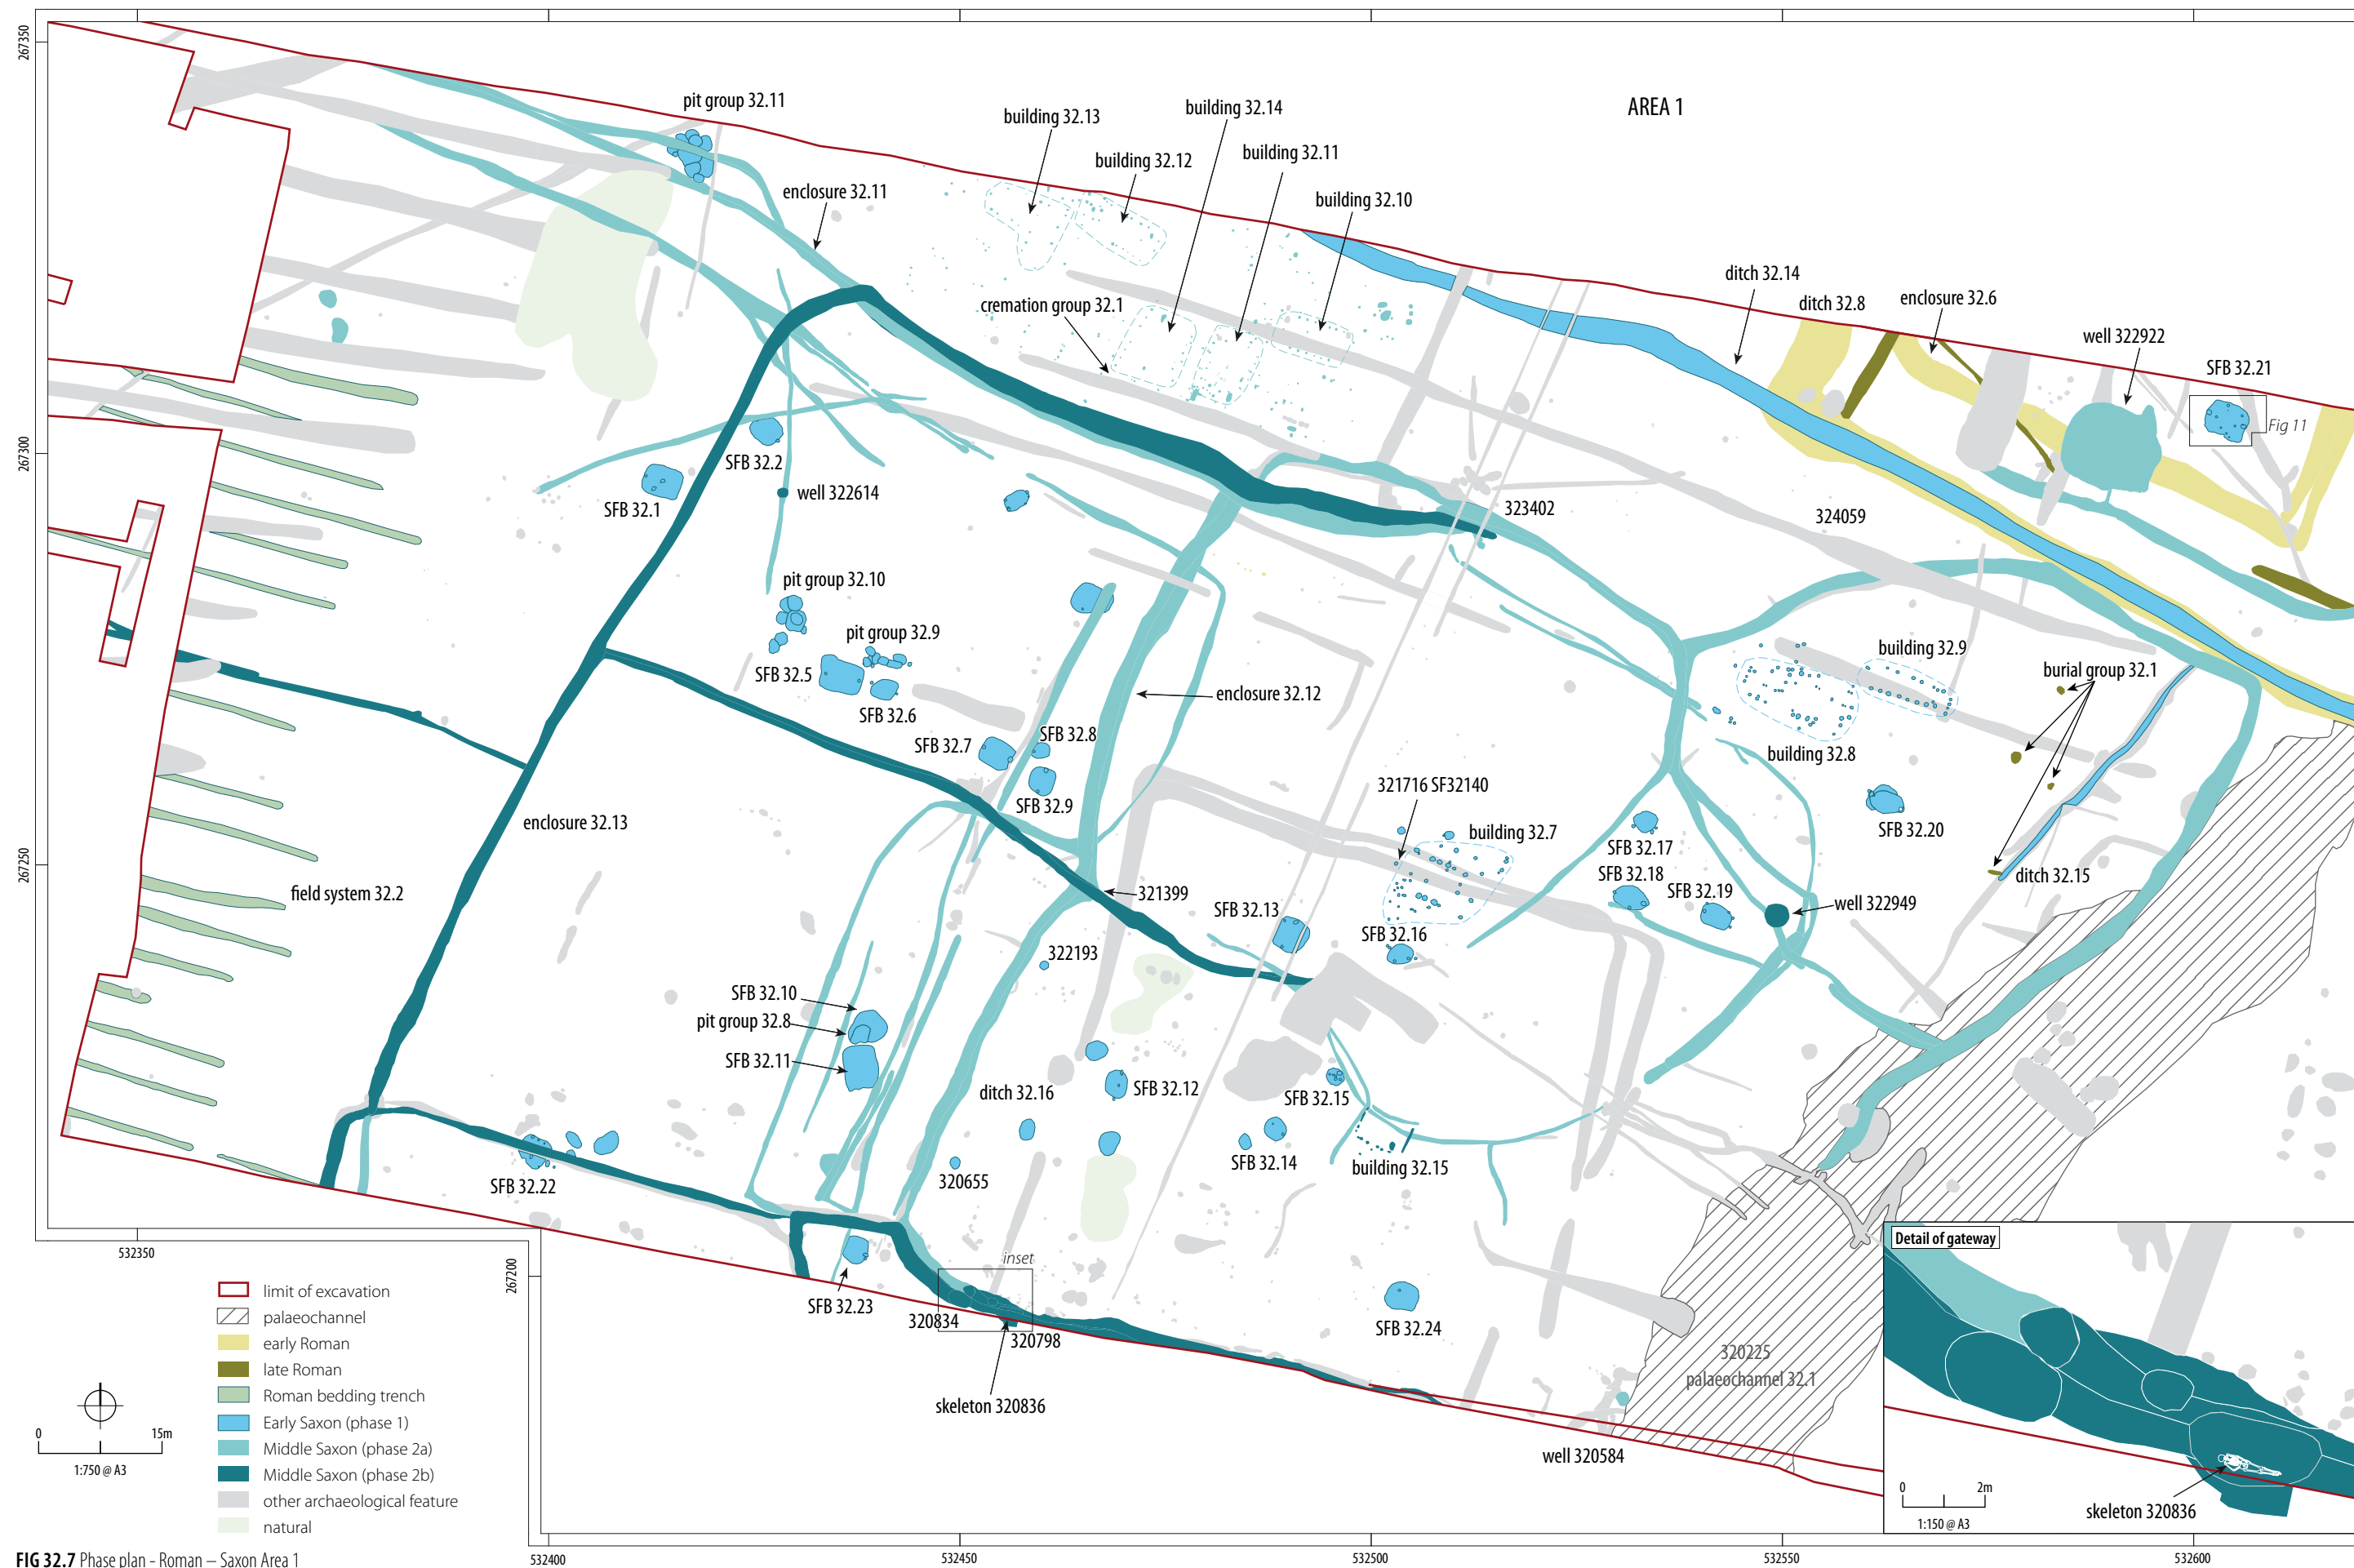 267350
AREA 1
pit group 32.11
building 32.14
building 32.13
building 32.11
building 32.12
enclosure 32.11
building 32.10
ditch 32.14
cremation group 32.1
ditch 32.8
enclosure 32.6
well 322922
SFB 32.21
Fig 11
267300
SFB 32.2
well 322614
SFB 32.1
323402
324059
pit group 32.10
pit group 32.9
SFB 32.5
building 32.9
burial group 32.1
enclosure 32.12
SFB 32.6
SFB 32.8
SFB 32.7
building 32.8
321716 SF32140
SFB 32.9
enclosure 32.13
building 32.7
SFB 32.20
SFB 32.17
267250
SFB 32.18
ditch 32.15
field system 32.2
321399
SFB 32.19
SFB 32.13
well 322949
SFB 32.16
322193
SFB 32.10
pit group 32.8
SFB 32.11
ditch 32.16
SFB 32.12
SFB 32.15
SFB 32.14
building 32.15
320655
SFB 32.22
532350
267200
inset
Detail of gateway
SFB 32.23
320834
320798
SFB 32.24
320225
palaeochannel 32.1
skeleton 320836
well 320584
limit of excavation
palaeochannel
early Roman
late Roman
Roman bedding trench
Early Saxon (phase 1)
Middle Saxon (phase 2a)
Middle Saxon (phase 2b)
other archaeological feature
natural
0 15m
1:750 @ A3
0 2m
1:150 @ A3
skeleton 320836
532400 532450 532500 532550 532600
FIG 32.7 Phase plan - Roman – Saxon Area 1